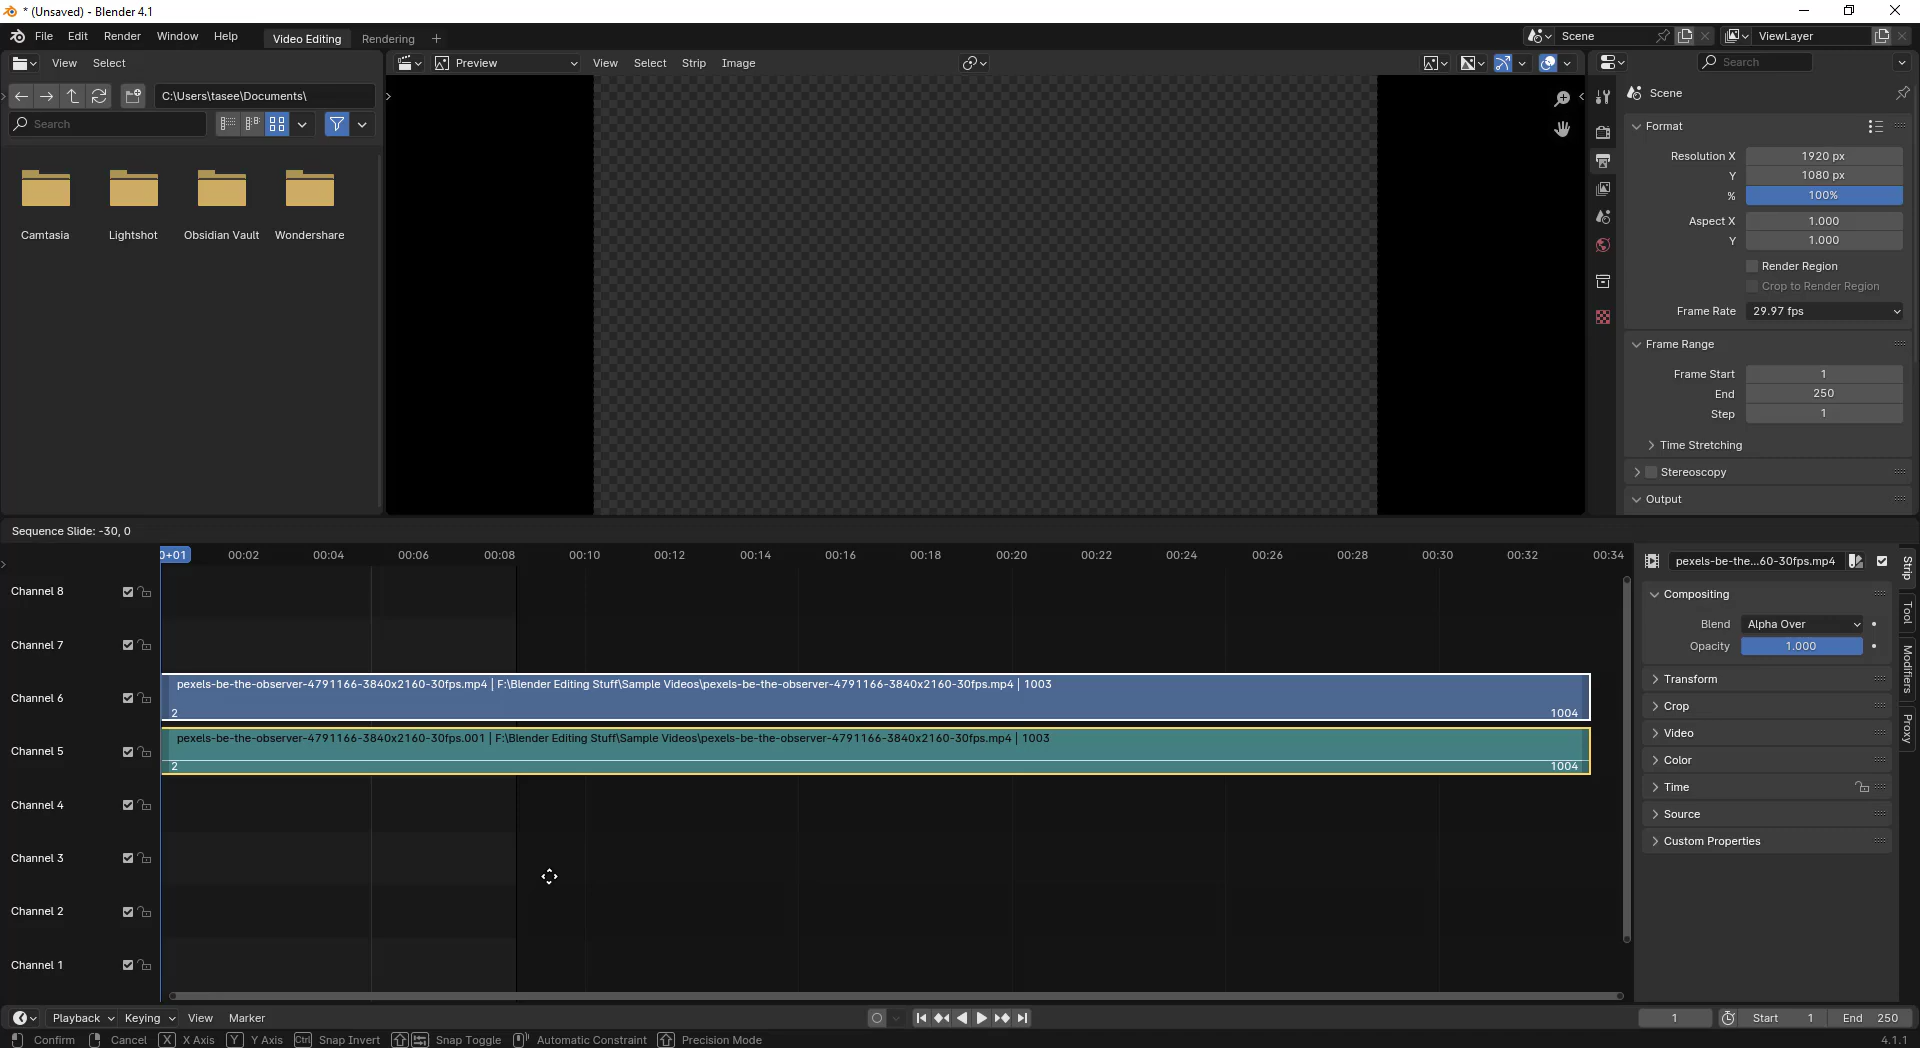 * (Unsaved) - Blender 4.1
File Edit Render Window Help Video Editing Rendering + Scene ViewLayer
View Select Preview View Select Strip Image Search
C:\Users\tasee\Documents\ Scene
Search
Format
Resolution X 1920 px
Y 1080 px
% 100%
Camtasia Lightshot Obsidian Vault Wondershare
Aspect X 1.000
Y 1.000
Render Region
Crop to Render Region
Frame Rate 29.97 fps
Frame Range
Frame Start 1
End 250
Step 1
Time Stretching
Stereoscopy
Output
Sequence Slide: -30, 0
0+01 00:02 00:04 00:06 00:08 00:10 00:12 00:14 00:16 00:18 00:20 00:22 00:24 00:26 00:28 00:30 00:32 00:34
Channel 8
Channel 7
Channel 6
pexels-be-the-observer-4791166-3840x2160-30fps.mp4 | F:\Blender Editing Stuff\Sample Videos\pexels-be-the-observer-4791166-3840x2160-30fps.mp4 | 1003
2 1004
Channel 5
pexels-be-the-observer-4791166-3840x2160-30fps.001 | F:\Blender Editing Stuff\Sample Videos\pexels-be-the-observer-4791166-3840x2160-30fps.mp4 | 1003
2 1004
Channel 4
Channel 3
Channel 2
Channel 1
pexels-be-the...60-30fps.mp4
Compositing
Blend Alpha Over
Opacity 1.000
Transform
Crop
Video
Color
Time
Source
Custom Properties
Strip
Tool
Modifiers
Proxy
Playback Keying View Marker 1 Start 1 End 250
Confirm Cancel X X Axis Y Y Axis Ctrl Snap Invert Snap Toggle Automatic Constraint Precision Mode 4.1.1